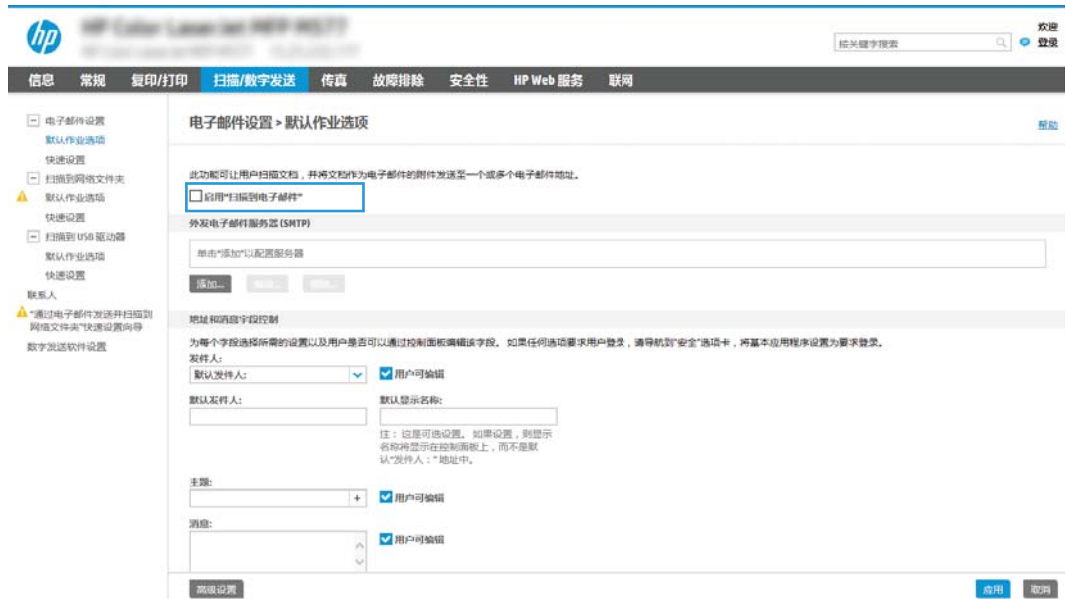 hp
HP Color LaserJet MFP M577
欢迎
按关键字搜索
登录
信息 常规 复印/打印 扫描/数字发送 传真 故障排除 安全性 HP Web 服务 联网
电子邮件设置
默认作业选项
快速设置
扫描到网络文件夹
默认作业选项
快速设置
扫描到 USB 驱动器
默认作业选项
快速设置
联系人
"通过电子邮件发送并扫描到
网络文件夹"快速设置向导
数字发送软件设置
电子邮件设置 > 默认作业选项
帮助
此功能可让用户扫描文档，并将文档作为电子邮件的附件发送至一个或多个电子邮件地址。
启用"扫描到电子邮件"
外发电子邮件服务器 (SMTP)
单击"添加"以配置服务器
添加...
地址和消息字段控制
为每个字段选择所需的设置以及用户是否可以通过控制面板编辑该字段。 如果任何选项要求用户登录，请导航到"安全"选项卡，将基本应用程序设置为要求登录。
发件人:
默认发件人: 用户可编辑
默认发件人: 默认显示名称:
注：这是可选设置。 如果设置，则显示
名称将显示在控制面板上，而不是默
认"发件人："地址中。
主题:
+ 用户可编辑
消息:
用户可编辑
高级设置 应用 取消